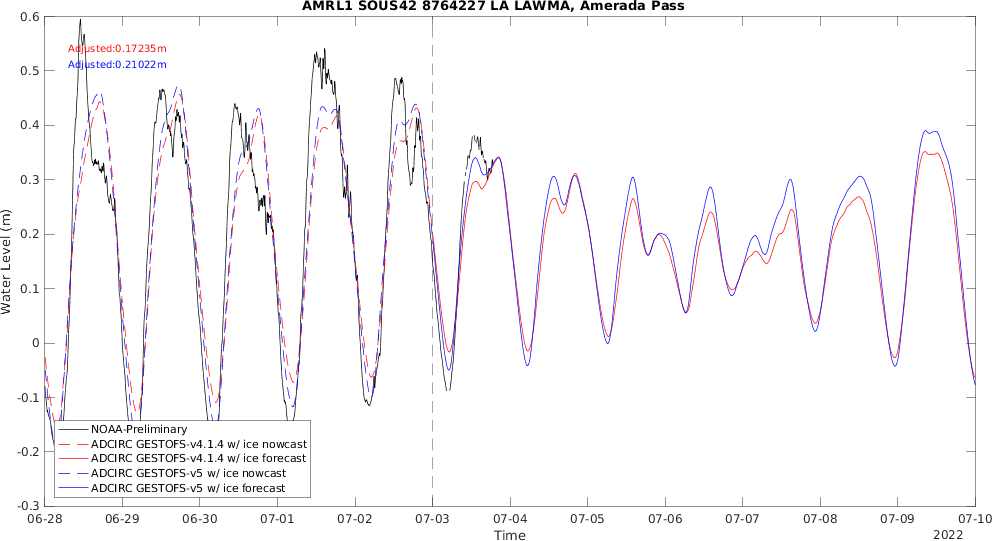 AMRL1 SOUS42 8764227 LA LAWMA, Amerada Pass
Adjusted:0.17235m
Adjusted:0.21022m
Water Level (m)
0.6
0.5
0.4
0.3
0.2
0.1
0
-0.1
-0.2
-0.3
NOAA-Preliminary
ADCIRC GESTOFS-v4.1.4 w/ ice nowcast
ADCIRC GESTOFS-v4.1.4 w/ ice forecast
ADCIRC GESTOFS-v5 w/ ice nowcast
ADCIRC GESTOFS-v5 w/ ice forecast
06-28 06-29 06-30 07-01 07-02 07-03 07-04 07-05 07-06 07-07 07-08 07-09 07-10
Time
2022